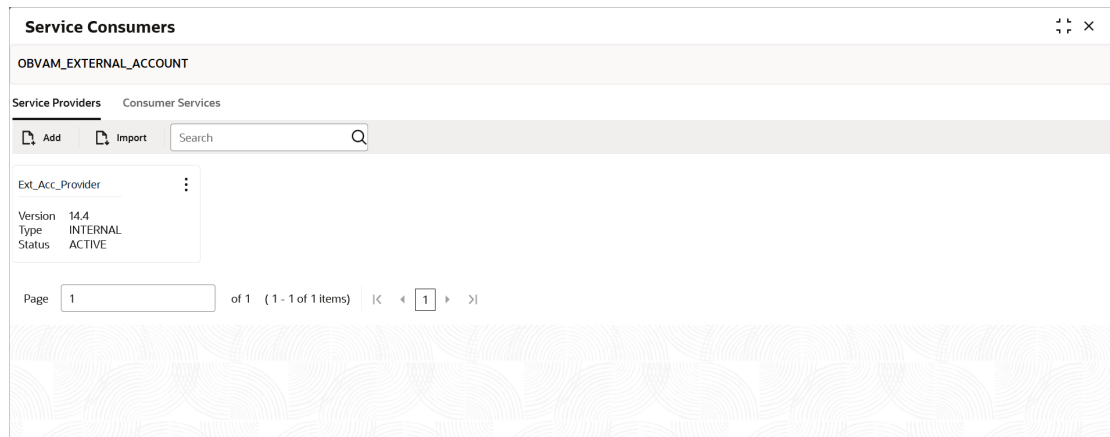 Service Consumers
OBVAM_EXTERNAL_ACCOUNT
Service Providers Consumer Services
Add Import Search
Ext_Acc_Provider
Version 14.4
Type INTERNAL
Status ACTIVE
Page 1 of 1 ( 1 - 1 of 1 items) 1